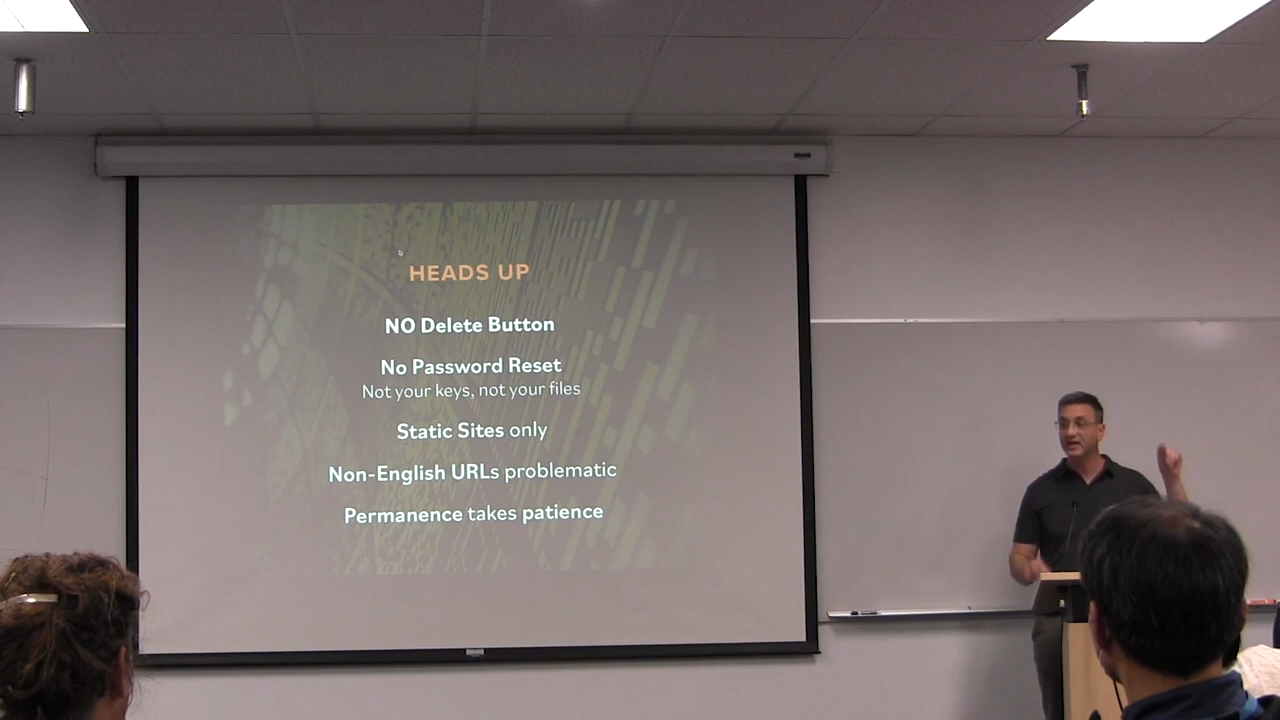 HEADS UP
NO Delete Button
No Password Reset
Not your keys, not your files
Static Sites only
Non-English URLs problematic
Permanence takes patience